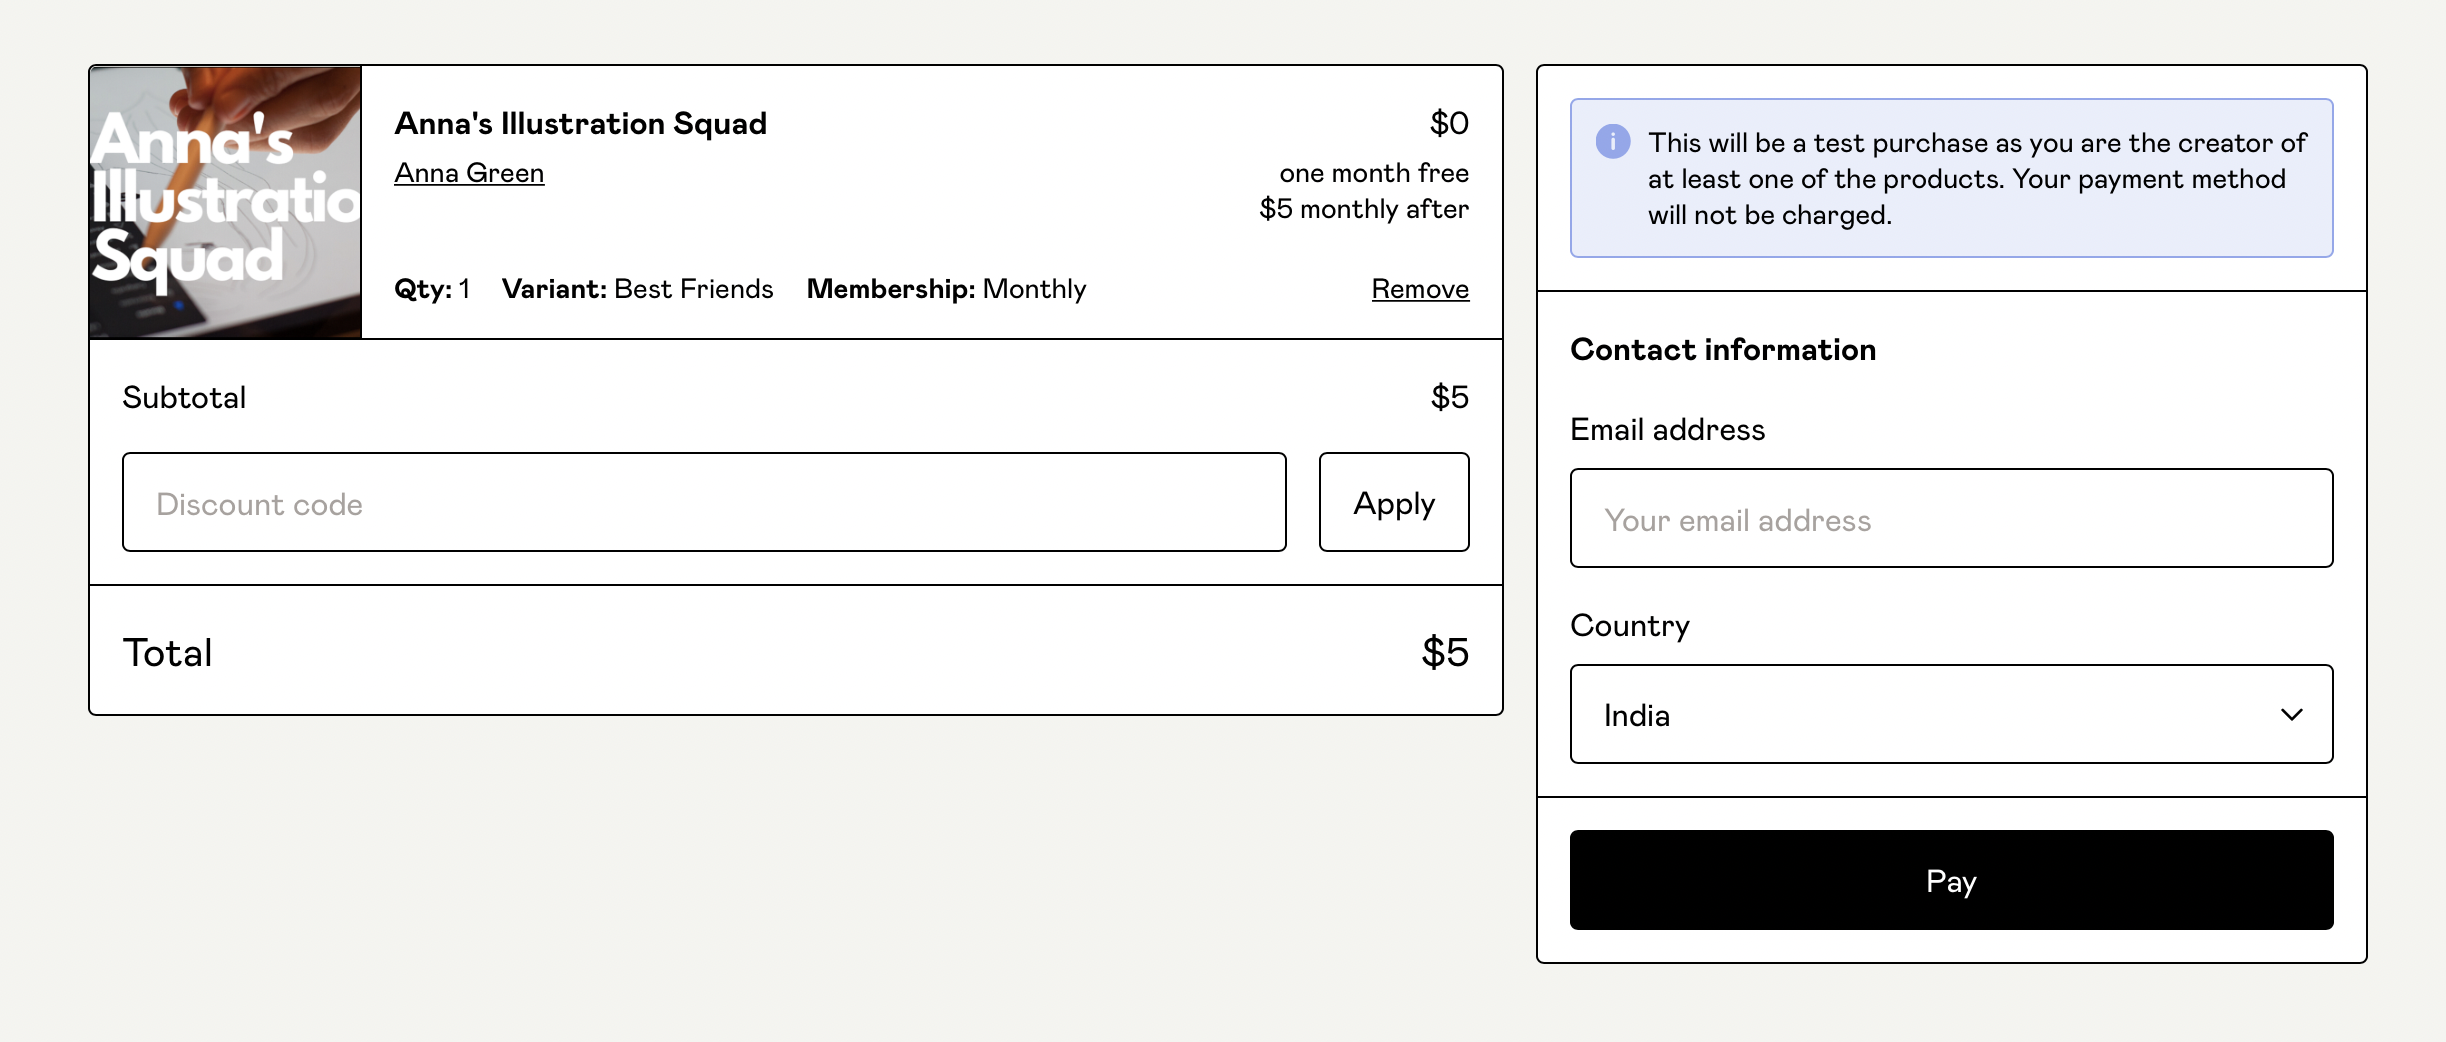 Anna's
Illustratio
Squad
Anna's Illustration Squad
$0
Anna Green
one month free
$5 monthly after
Qty: 1 Variant: Best Friends Membership: Monthly
Remove
Subtotal
$5
Discount code
Apply
Total
$5
This will be a test purchase as you are the creator of
at least one of the products. Your payment method
will not be charged.
Contact information
Email address
Your email address
Country
India
Pay